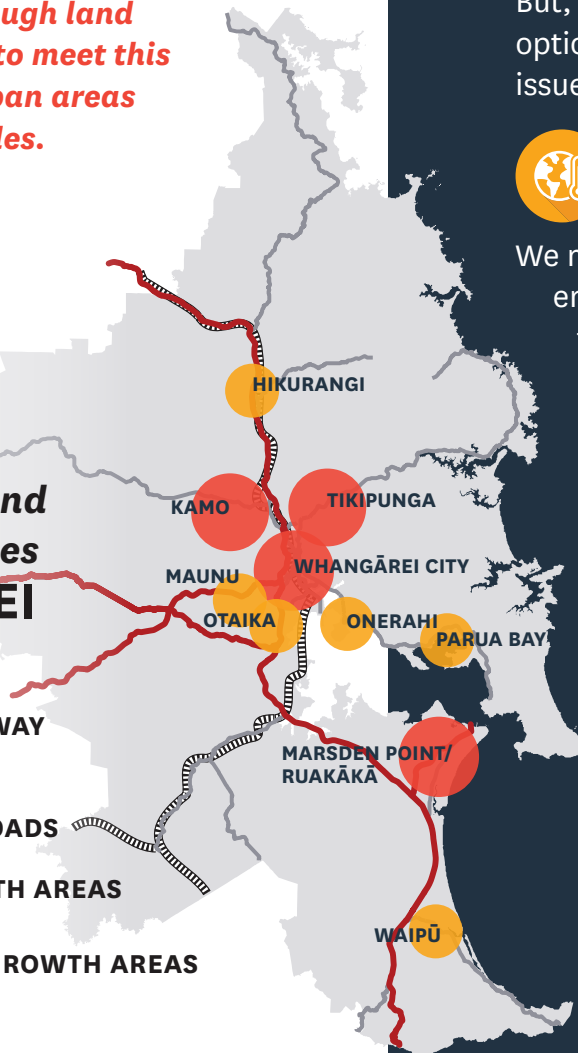 ugh land
to meet this
ban areas
les.
But,
optio
issue
We n
en
HIKURANGI
KAMO
TIKIPUNGA
WHANGĀREI CITY
MAUNU
OTAIKA
ONERAHI
PARUA BAY
MARSDEN POINT/
RUAKĀKĀ
WAIPŪ
nd
es
EI
WAY
OADS
TH AREAS
ROWTH AREAS